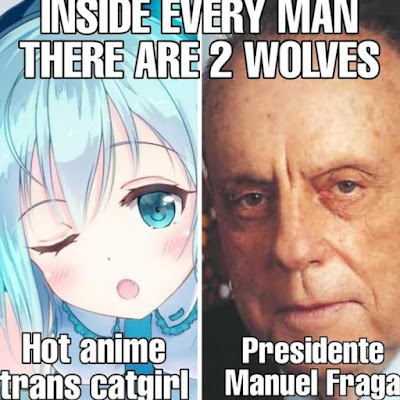 INSIDE EVERY MAN
THERE ARE 2 WOLVES
Hot anime
trans catgirl
Presidente
Manuel Fraga